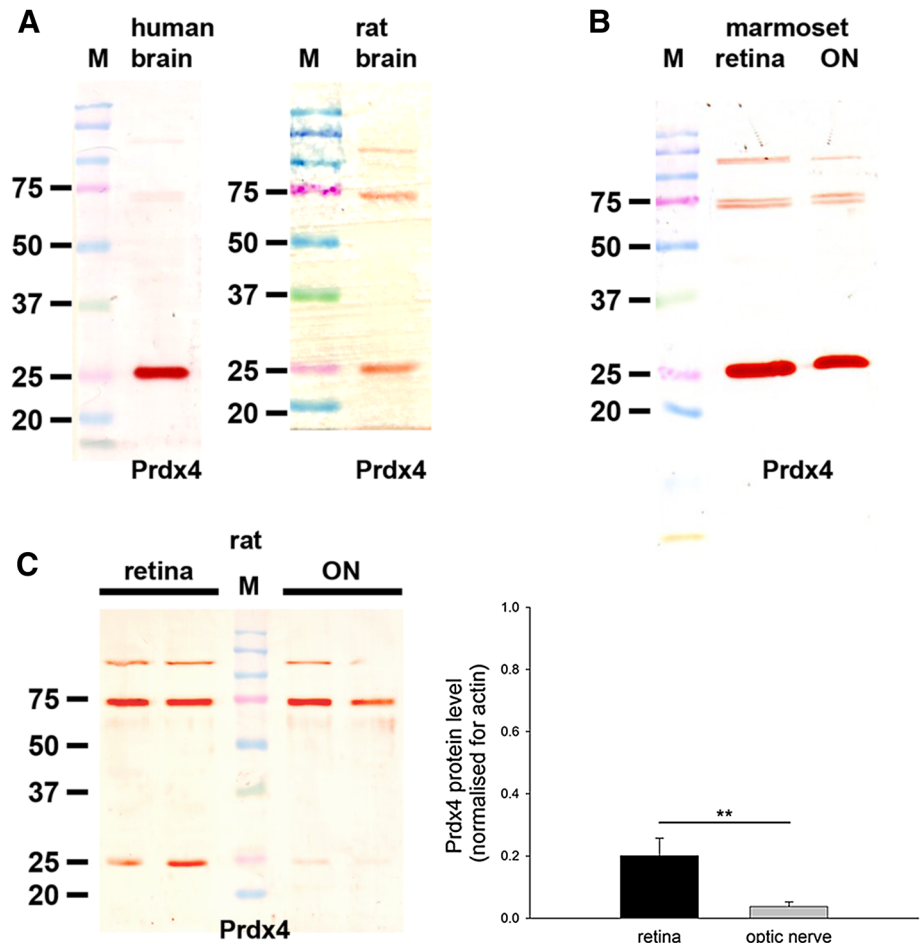 A
human
M brain
75
50
37
25
20
Prdx4
rat
M brain
75
50
37
25
20
Prdx4
B
marmoset
M retina ON
75
50
37
25
20
Prdx4
C
rat
retina M ON
75
50
37
25
20
Prdx4
Prdx4 protein level
(normalised for actin)
1.0
0.8
0.6
0.4
0.2
0.0
**
retina optic nerve